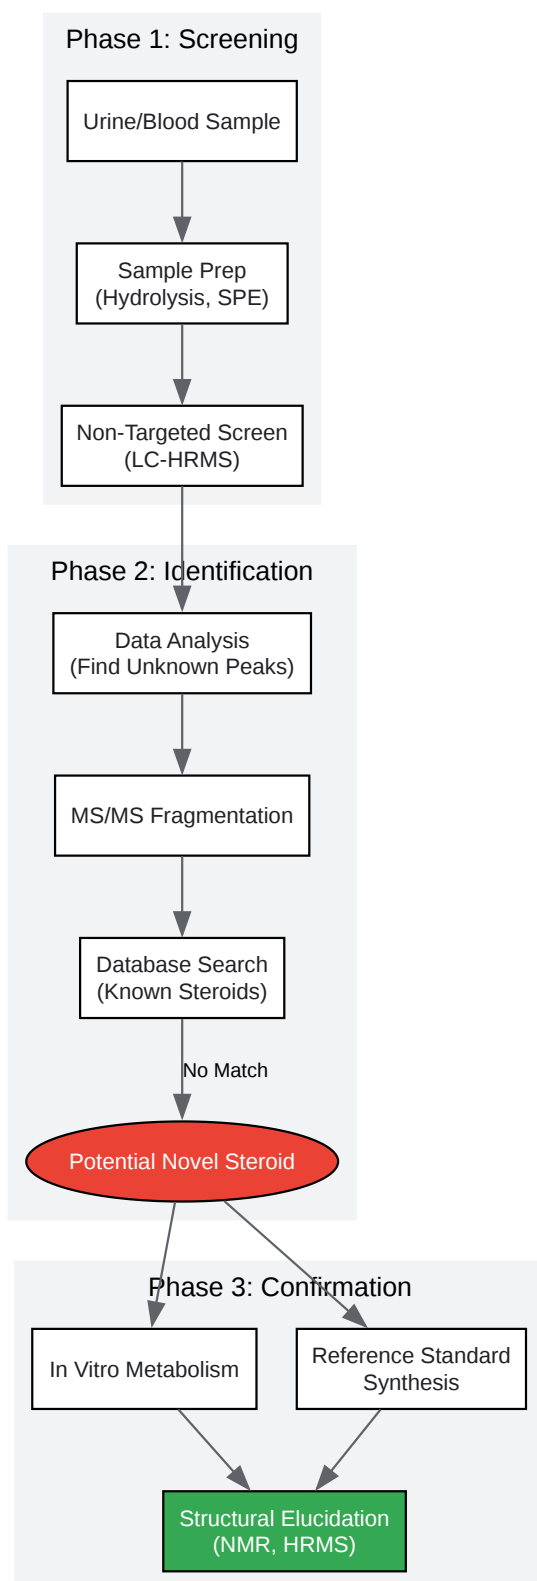 Phase 1: Screening
Urine/Blood Sample
Sample Prep
(Hydrolysis, SPE)
Non-Targeted Screen
(LC-HRMS)
Phase 2: Identification
Data Analysis
(Find Unknown Peaks)
MS/MS Fragmentation
Database Search
(Known Steroids)
No Match
Potential Novel Steroid
Phase 3: Confirmation
In Vitro Metabolism
Reference Standard
Synthesis
Structural Elucidation
(NMR, HRMS)